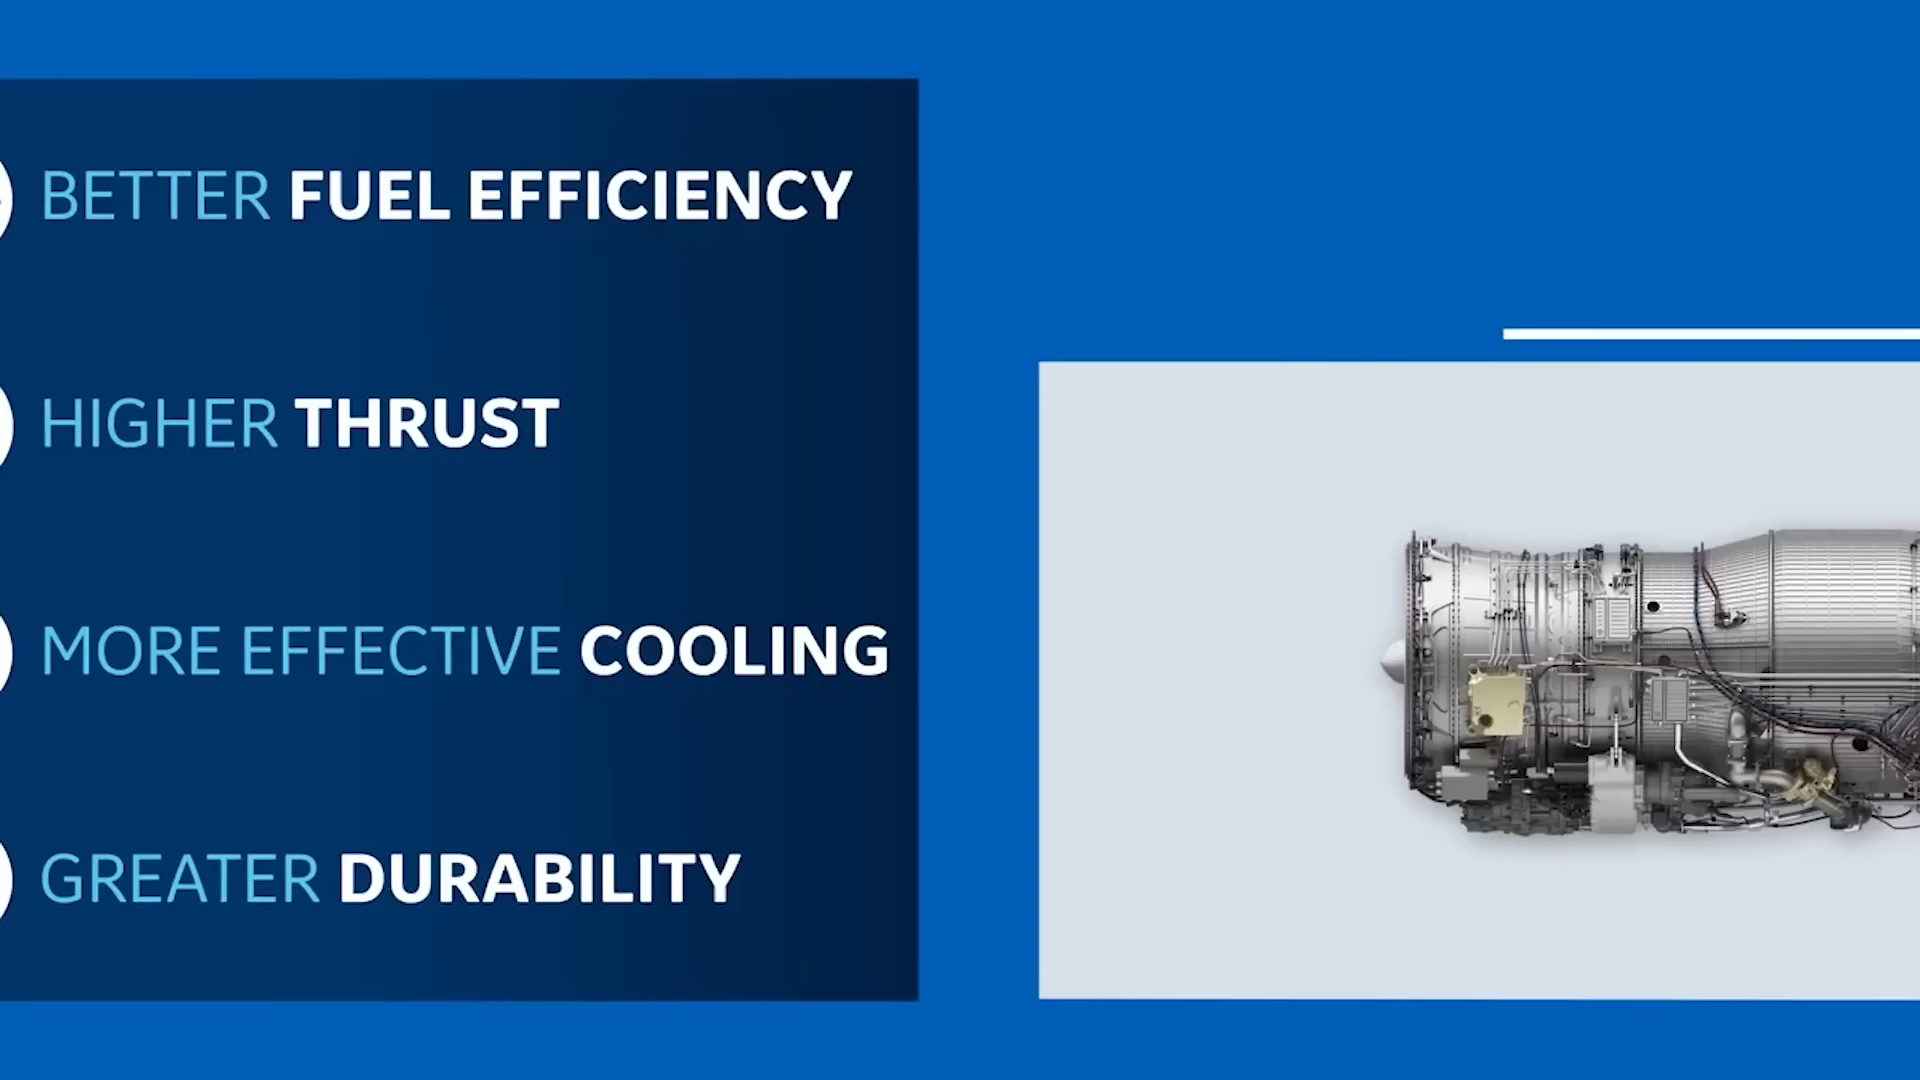 BETTER FUEL EFFICIENCY
HIGHER THRUST
MORE EFFECTIVE COOLING
GREATER DURABILITY